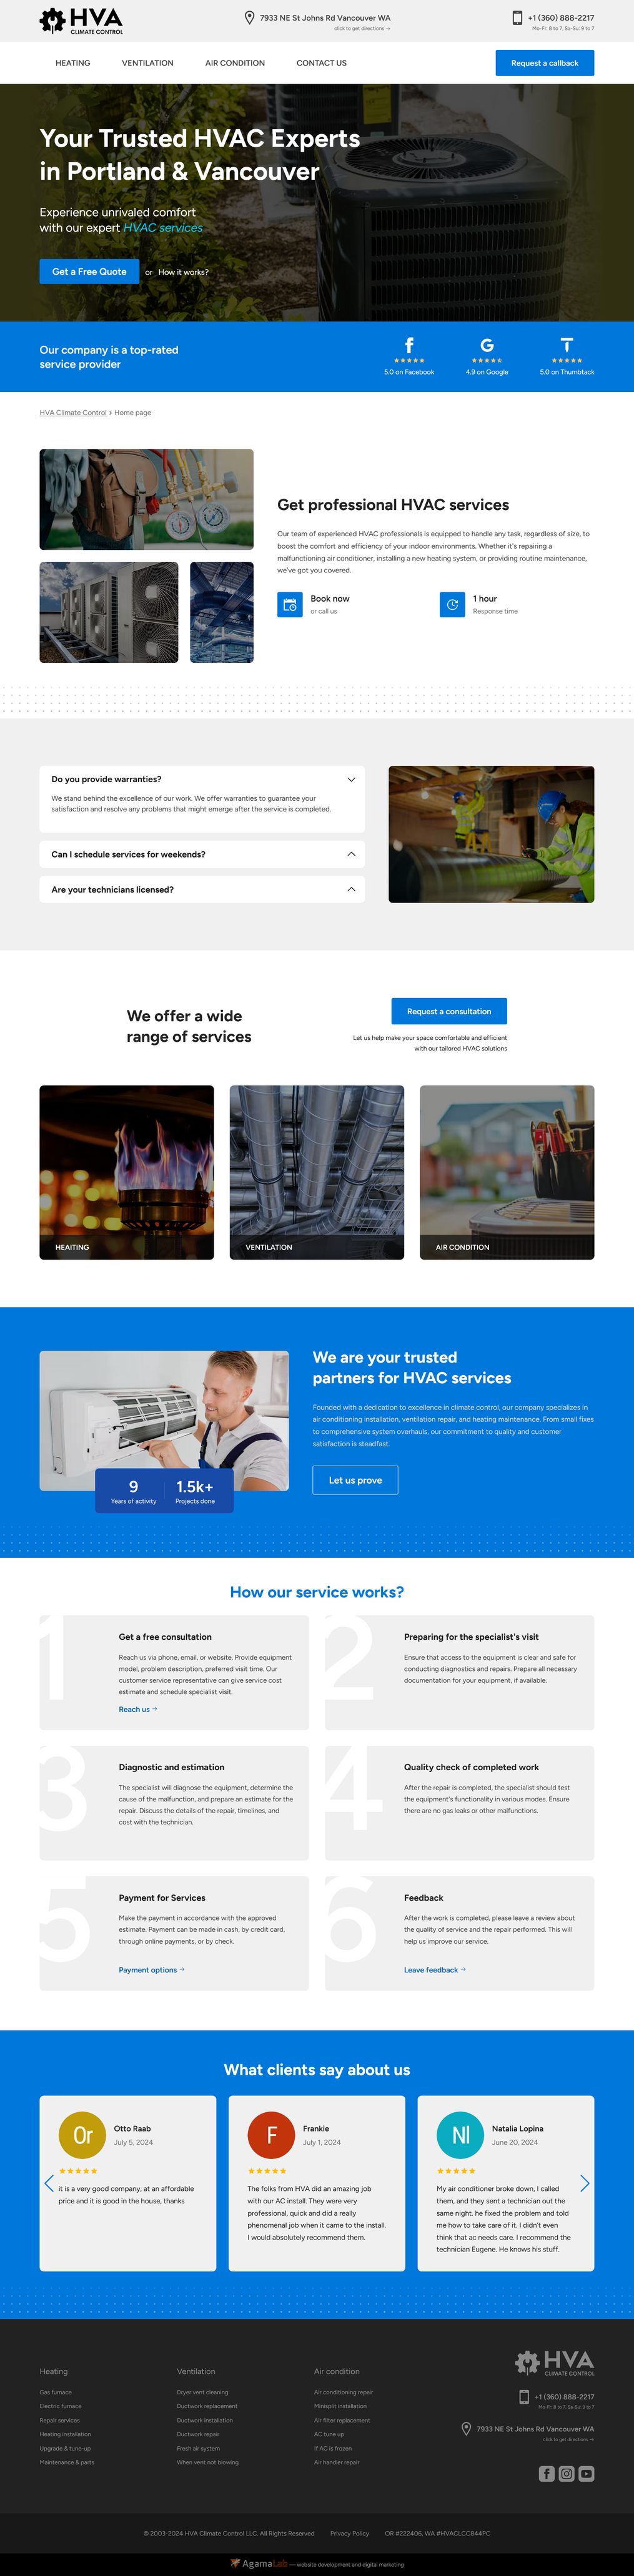 HVA
CLIMATE CONTROL
7933 NE St Johns Rd Vancouver WA
click to get directions →
+1 (360) 888-2217
Mo-Fr: 8 to 7, Sa-Su: 9 to 7
HEATING
VENTILATION
AIR CONDITION
CONTACT US
Request a callback
Your Trusted HVAC Experts
in Portland & Vancouver
Experience unrivaled comfort
with our expert HVAC services
Get a Free Quote or How it works?
Our company is a top-rated
service provider
5.0 on Facebook
4.9 on Google
5.0 on Thumbtack
HVA Climate Control > Home page
Get professional HVAC services
Our team of experienced HVAC professionals is equipped to handle any task, regardless of size, to
boost the comfort and efficiency of your indoor environments. Whether it's repairing a
malfunctioning air conditioner, installing a new heating system, or providing routine maintenance,
we've got you covered.
Book now
or call us
1 hour
Response time
Do you provide warranties?
We stand behind the excellence of our work. We offer warranties to guarantee your
satisfaction and resolve any problems that might emerge after the service is completed.
Can I schedule services for weekends?
Are your technicians licensed?
We offer a wide
range of services
Request a consultation
Let us help make your space comfortable and efficient
with our tailored HVAC solutions
HEAITING
VENTILATION
AIR CONDITION
We are your trusted
partners for HVAC services
Founded with a dedication to excellence in climate control, our company specializes in
air conditioning installation, ventilation repair, and heating maintenance. From small fixes
to comprehensive system overhauls, our commitment to quality and customer
satisfaction is steadfast.
Let us prove
9
Years of activity
1.5k+
Projects done
How our service works?
1
Get a free consultation
Reach us via phone, email, or website. Provide equipment
model, problem description, preferred visit time. Our
customer service representative can give service cost
estimate and schedule specialist visit.
Reach us →
2
Preparing for the specialist's visit
Ensure that access to the equipment is clear and safe for
conducting diagnostics and repairs. Prepare all necessary
documentation for your equipment, if available.
3
Diagnostic and estimation
The specialist will diagnose the equipment, determine the
cause of the malfunction, and prepare an estimate for the
repair. Discuss the details of the repair, timelines, and
cost with the technician.
4
Quality check of completed work
After the repair is completed, the specialist should test
the equipment's functionality in various modes. Ensure
there are no gas leaks or other malfunctions.
5
Payment for Services
Make the payment in accordance with the approved
estimate. Payment can be made in cash, by credit card,
through online payments, or by check.
Payment options →
6
Feedback
After the work is completed, please leave a review about
the quality of service and the repair performed. This will
help us improve our service.
Leave feedback →
What clients say about us
Or
Otto Raab
July 5, 2024
it is a very good company, at an affordable
price and it is good in the house, thanks
F
Frankie
July 1, 2024
The folks from HVA did an amazing job
with our AC install. They were very
professional, quick and did a really
phenomenal job when it came to the install.
I would absolutely recommend them.
Nl
Natalia Lopina
June 20, 2024
My air conditioner broke down, I called
them, and they sent a technician out the
same night. he fixed the problem and told
me how to take care of it. I didn't even
think that ac needs care. I recommend the
technician Eugene. He knows his stuff.
Heating
Gas furnace
Electric furnace
Repair services
Heating installation
Upgrade & tune-up
Maintenance & parts
Ventilation
Dryer vent cleaning
Ductwork replacement
Ductwork installation
Ductwork repair
Fresh air system
When vent not blowing
Air condition
Air conditioning repair
Minisplit installation
Air filter replacement
AC tune up
If AC is frozen
Air handler repair
HVA
CLIMATE CONTROL
+1 (360) 888-2217
Mo-Fr: 8 to 7, Sa-Su: 9 to 7
7933 NE St Johns Rd Vancouver WA
click to get directions →
© 2003-2024 HVA Climate Control LLC. All Rights Reserved
Privacy Policy
OR #222406, WA #HVACLCC844PC
AgamaLab — website development and digital marketing